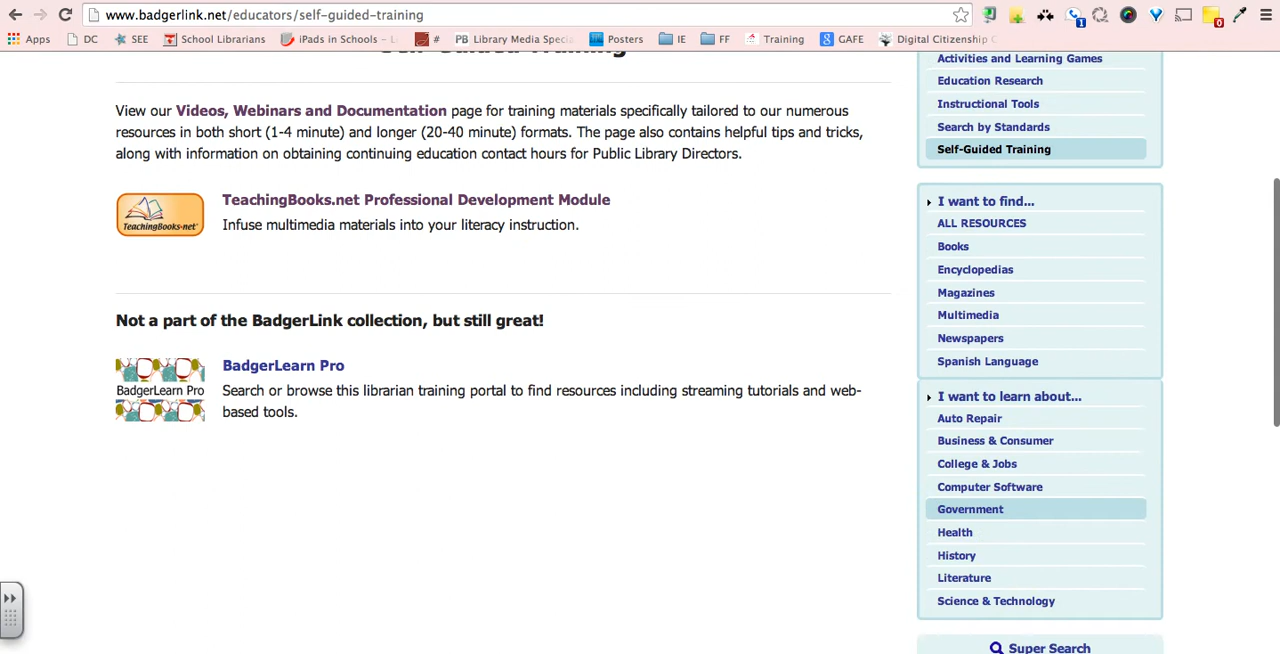 www.badgerlink.net/educators/self-guided-training
1
0
Apps DC SEE School Librarians iPads in Schools - # Library Media Speci Posters IE FF Training GAFE Digital Citizenship
View our Videos, Webinars and Documentation page for training materials specifically tailored to our numerous
resources in both short (1-4 minute) and longer (20-40 minute) formats. The page also contains helpful tips and tricks,
along with information on obtaining continuing education contact hours for Public Library Directors.
TeachingBooks.net
TeachingBooks.net Professional Development Module
Infuse multimedia materials into your literacy instruction.
Not a part of the BadgerLink collection, but still great!
BadgerLearn Pro
BadgerLearn Pro
Search or browse this librarian training portal to find resources including streaming tutorials and web-
based tools.
Activities and Learning Games
Education Research
Instructional Tools
Search by Standards
Self-Guided Training
I want to find...
ALL RESOURCES
Books
Encyclopedias
Magazines
Multimedia
Newspapers
Spanish Language
I want to learn about...
Auto Repair
Business & Consumer
College & Jobs
Computer Software
Government
Health
History
Literature
Science & Technology
Super Search